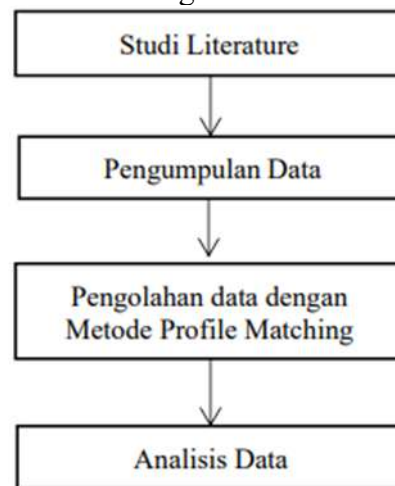 Studi Literature
Pengumpulan Data
Pengolahan data dengan
Metode Profile Matching
Analisis Data